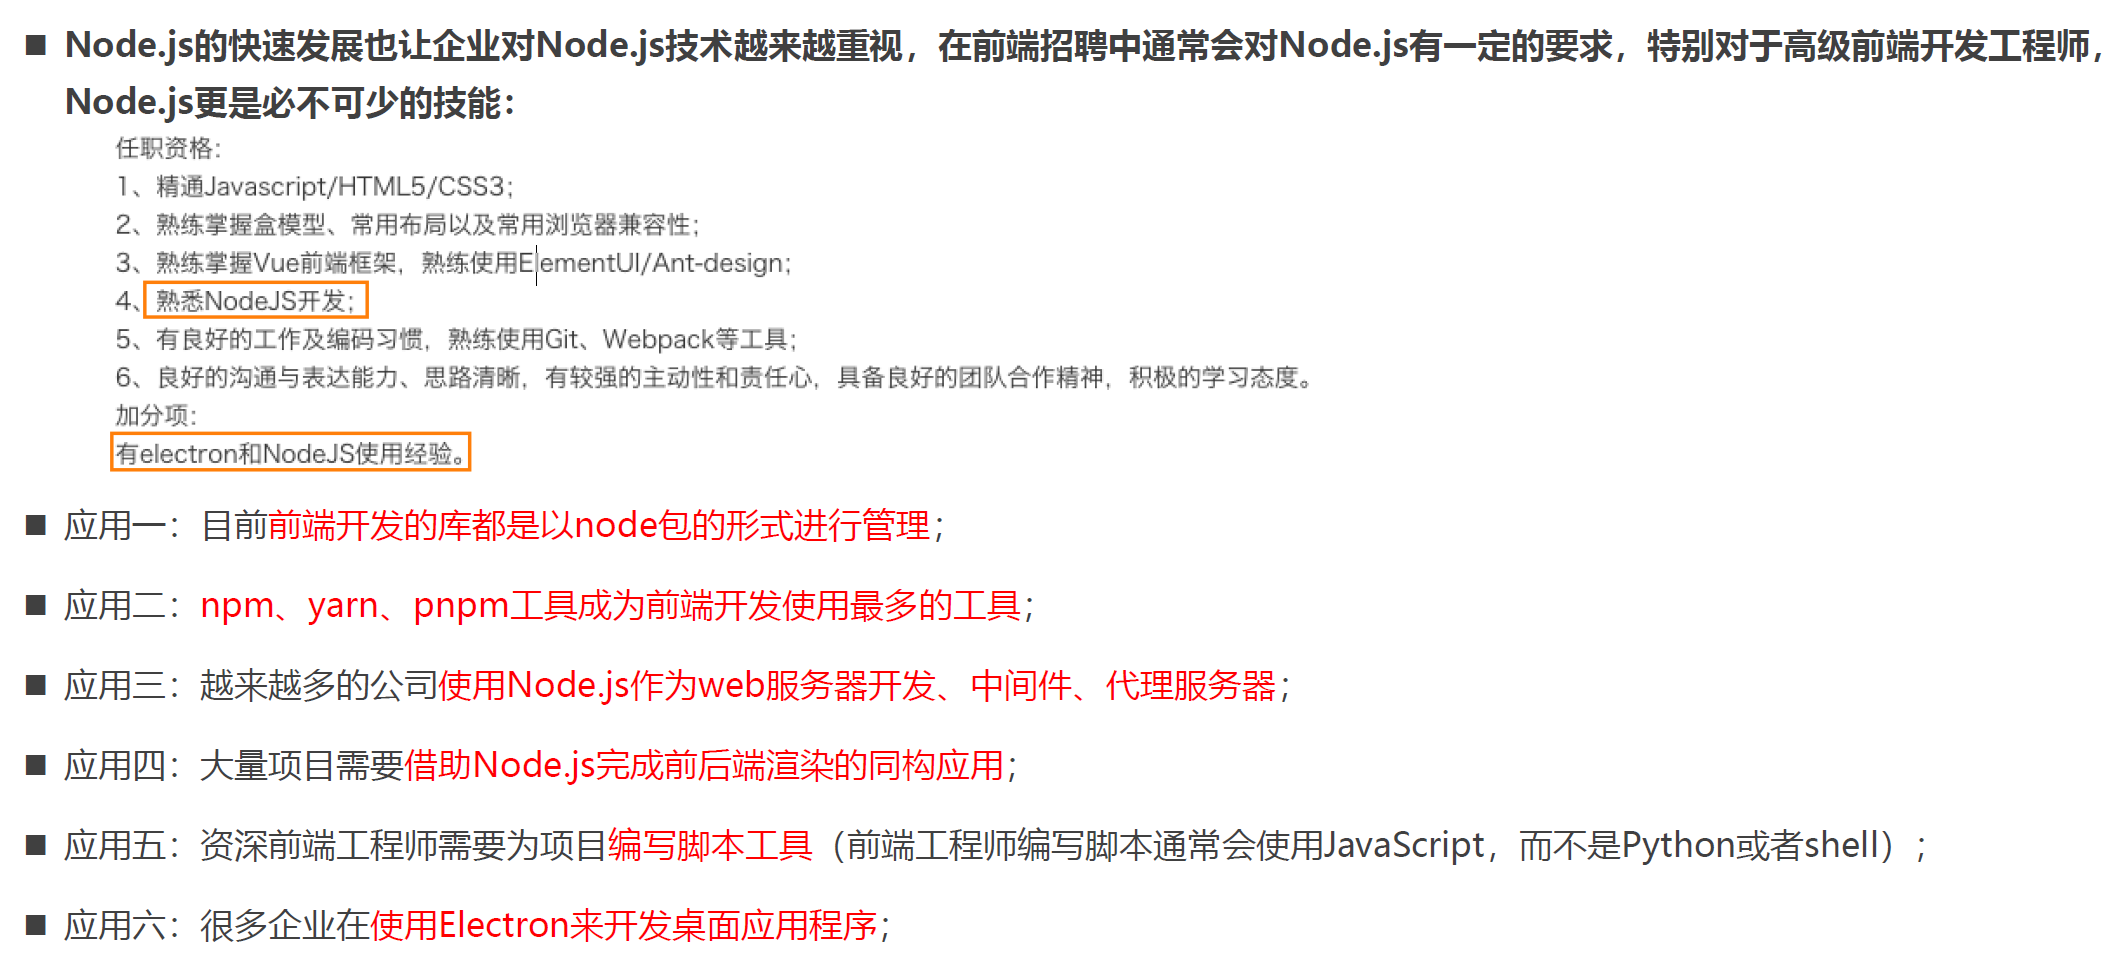 ■ Node.js的快速发展也让企业对Node.js技术越来越重视，在前端招聘中通常会对Node.js有一定的要求，特别对于高级前端开发工程师，
Node.js更是必不可少的技能：
任职资格：
1、精通Javascript/HTML5/CSS3；
2、熟练掌握盒模型、常用布局以及常用浏览器兼容性；
3、熟练掌握Vue前端框架，熟练使用ElementUI/Ant-design；
4、熟悉NodeJS开发；
5、有良好的工作及编码习惯，熟练使用Git、Webpack等工具；
6、良好的沟通与表达能力、思路清晰，有较强的主动性和责任心，具备良好的团队合作精神，积极的学习态度。
加分项：
有electron和NodeJS使用经验。
■ 应用一：目前前端开发的库都是以node包的形式进行管理；
■ 应用二：npm、yarn、pnpm工具成为前端开发使用最多的工具；
■ 应用三：越来越多的公司使用Node.js作为web服务器开发、中间件、代理服务器；
■ 应用四：大量项目需要借助Node.js完成前后端渲染的同构应用；
■ 应用五：资深前端工程师需要为项目编写脚本工具（前端工程师编写脚本通常会使用JavaScript，而不是Python或者shell）；
■ 应用六：很多企业在使用Electron来开发桌面应用程序；